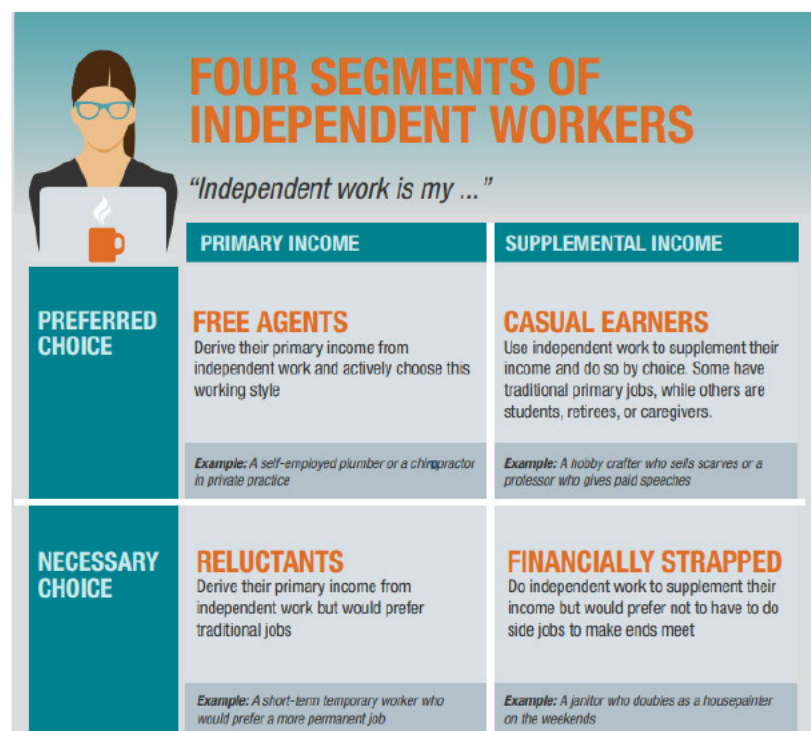 FOUR SEGMENTS OF
INDEPENDENT WORKERS
“Independent work is my ...”
PRIMARY INCOME
SUPPLEMENTAL INCOME
PREFERRED
CHOICE
FREE AGENTS
Derive their primary income from
independent work and actively choose this
working style
Example: A self-employed plumber or a chiropractor
in private practice
CASUAL EARNERS
Use independent work to supplement their
income and do so by choice. Some have
traditional primary jobs, while others are
students, retirees, or caregivers.
Example: A hobby crafter who sells scarves or a
professor who gives paid speeches
NECESSARY
CHOICE
RELUCTANTS
Derive their primary income from
independent work but would prefer
traditional jobs
Example: A short-term temporary worker who
would prefer a more permanent job
FINANCIALLY STRAPPED
Do independent work to supplement their
income but would prefer not to have to do
side jobs to make ends meet
Example: A janitor who doubles as a housepainter
on the weekends